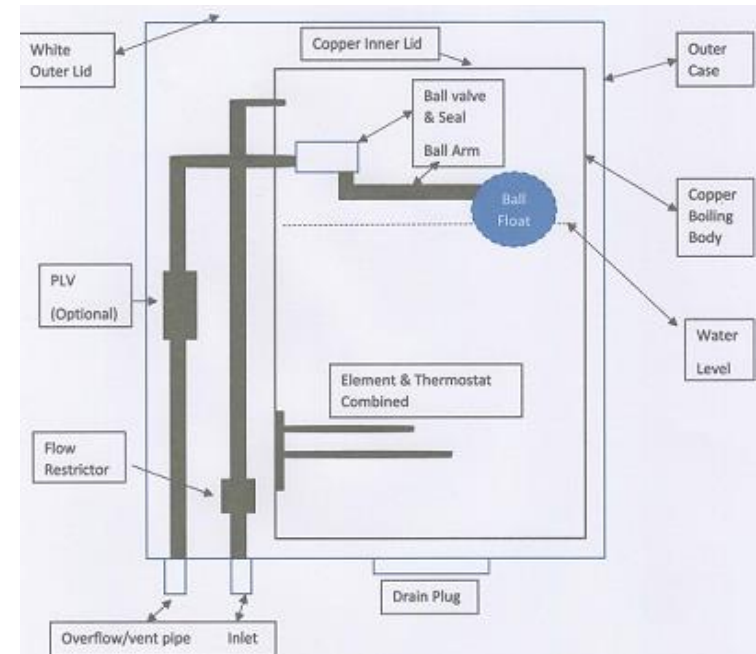 White
Outer Lid
Copper Inner Lid
Outer
Case
Ball valve
& Seal
Ball Arm
Ball
Float
Copper
Boiling
Body
PLV
(Optional)
Water
Level
Element & Thermostat
Combined
Flow
Restrictor
Drain Plug
Overflow/vent pipe Inlet